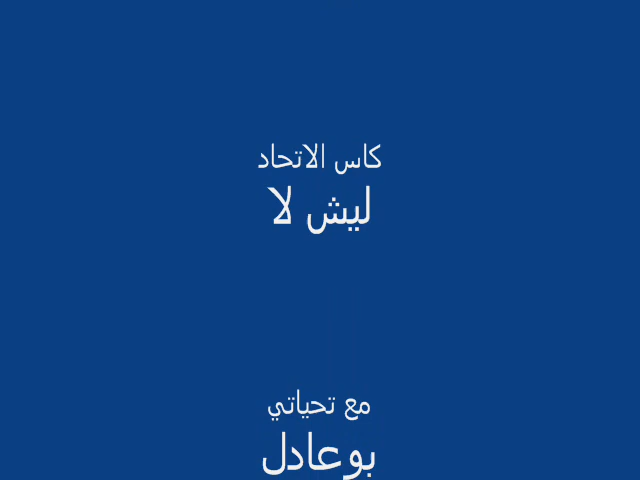 كاس الاتحاد
ليش لا
مع تحياتي
بوعادل